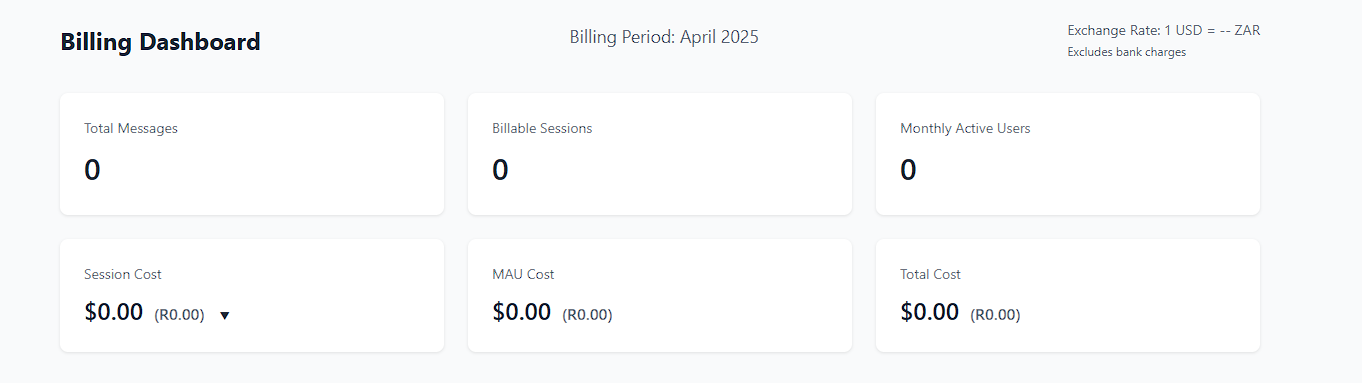 Billing Dashboard
Billing Period: April 2025
Exchange Rate: 1 USD = -- ZAR
Excludes bank charges
Total Messages
0
Billable Sessions
0
Monthly Active Users
0
Session Cost
$0.00 (R0.00) ▼
MAU Cost
$0.00 (R0.00)
Total Cost
$0.00 (R0.00)